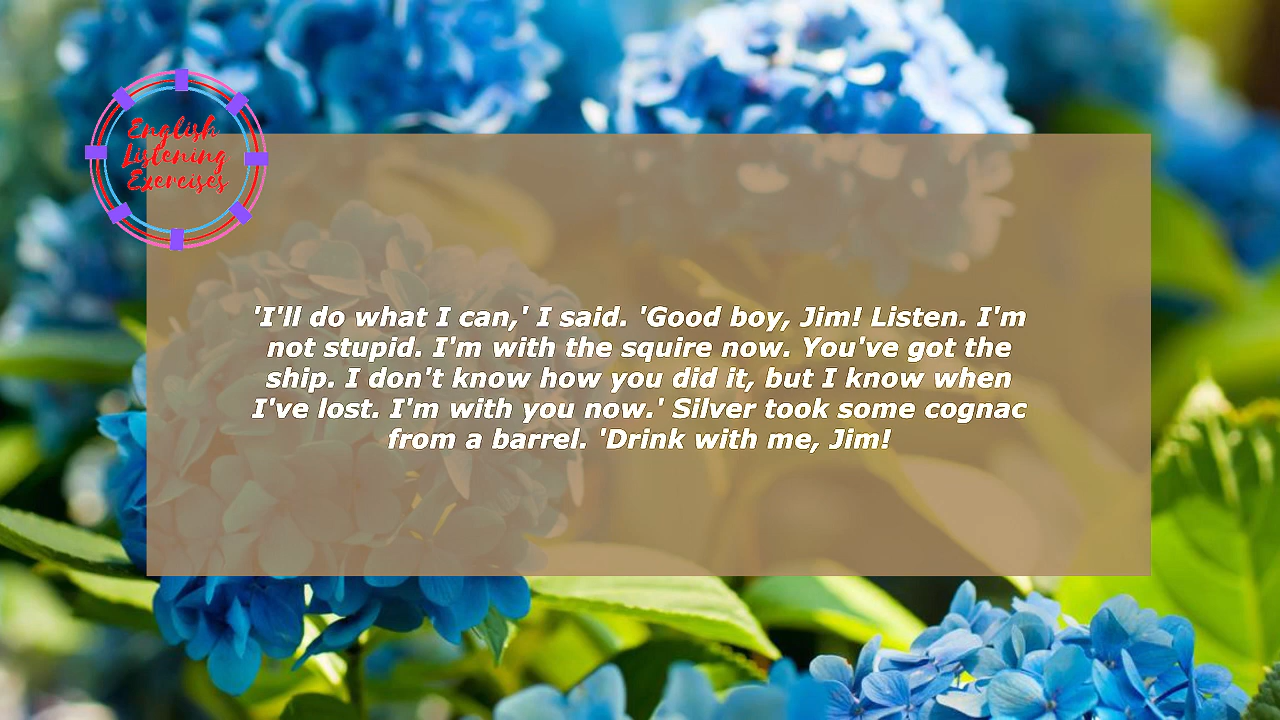 English
Listening
Exercises
'I'll do what I can,' I said. 'Good boy, Jim! Listen. I'm
not stupid. I'm with the squire now. You've got the
ship. I don't know how you did it, but I know when
I've lost. I'm with you now.' Silver took some cognac
from a barrel. 'Drink with me, Jim!